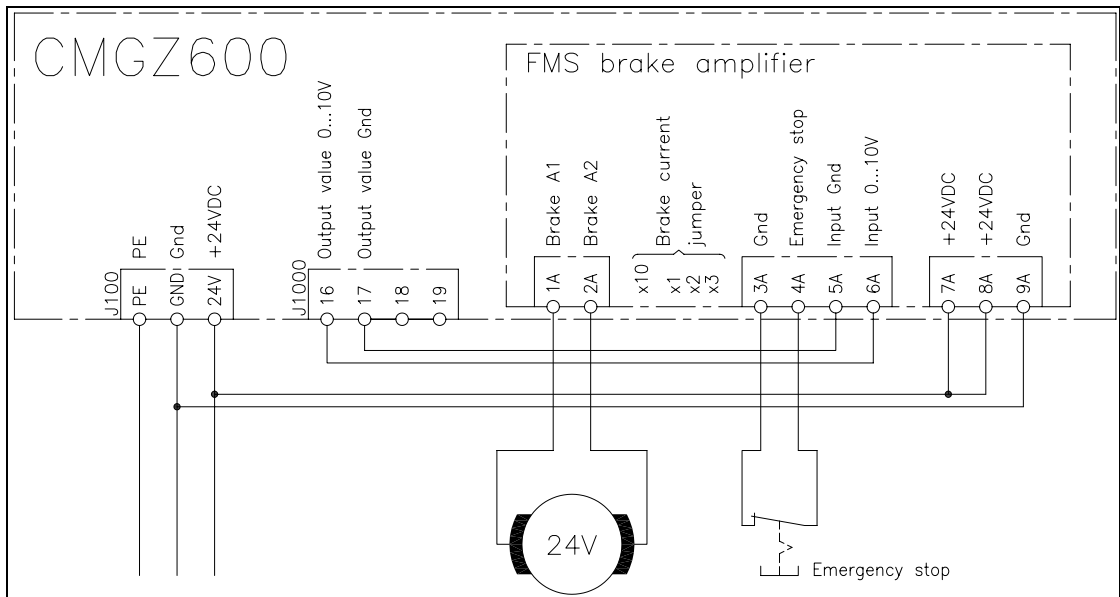 CMGZ600
FMS brake amplifier
Output value 0...10V
Output value Gnd
PE
Gnd
+24VDC
Brake A1
Brake A2
Brake current
jumper
Gnd
Emergency stop
Input Gnd
Input 0...10V
+24VDC
+24VDC
Gnd
J100
PE
GND
24V
J1000
16
17
18
19
1A
2A
x10
x1
x2
x3
3A
4A
5A
6A
7A
8A
9A
24V
Emergency stop